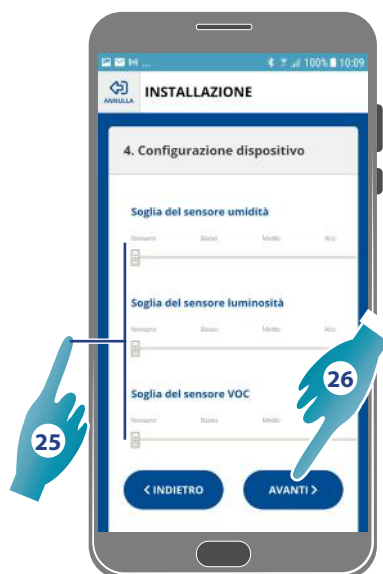 100% 10:09
ANNULLA
INSTALLAZIONE
4. Configurazione dispositivo
Soglia del sensore umidità
Nessuno Basso Medio Alto
Soglia del sensore luminosità
Nessuno Basso Medio Alto
Soglia del sensore VOC
Nessuno Basso Medio
26
25
< INDIETRO
AVANTI >